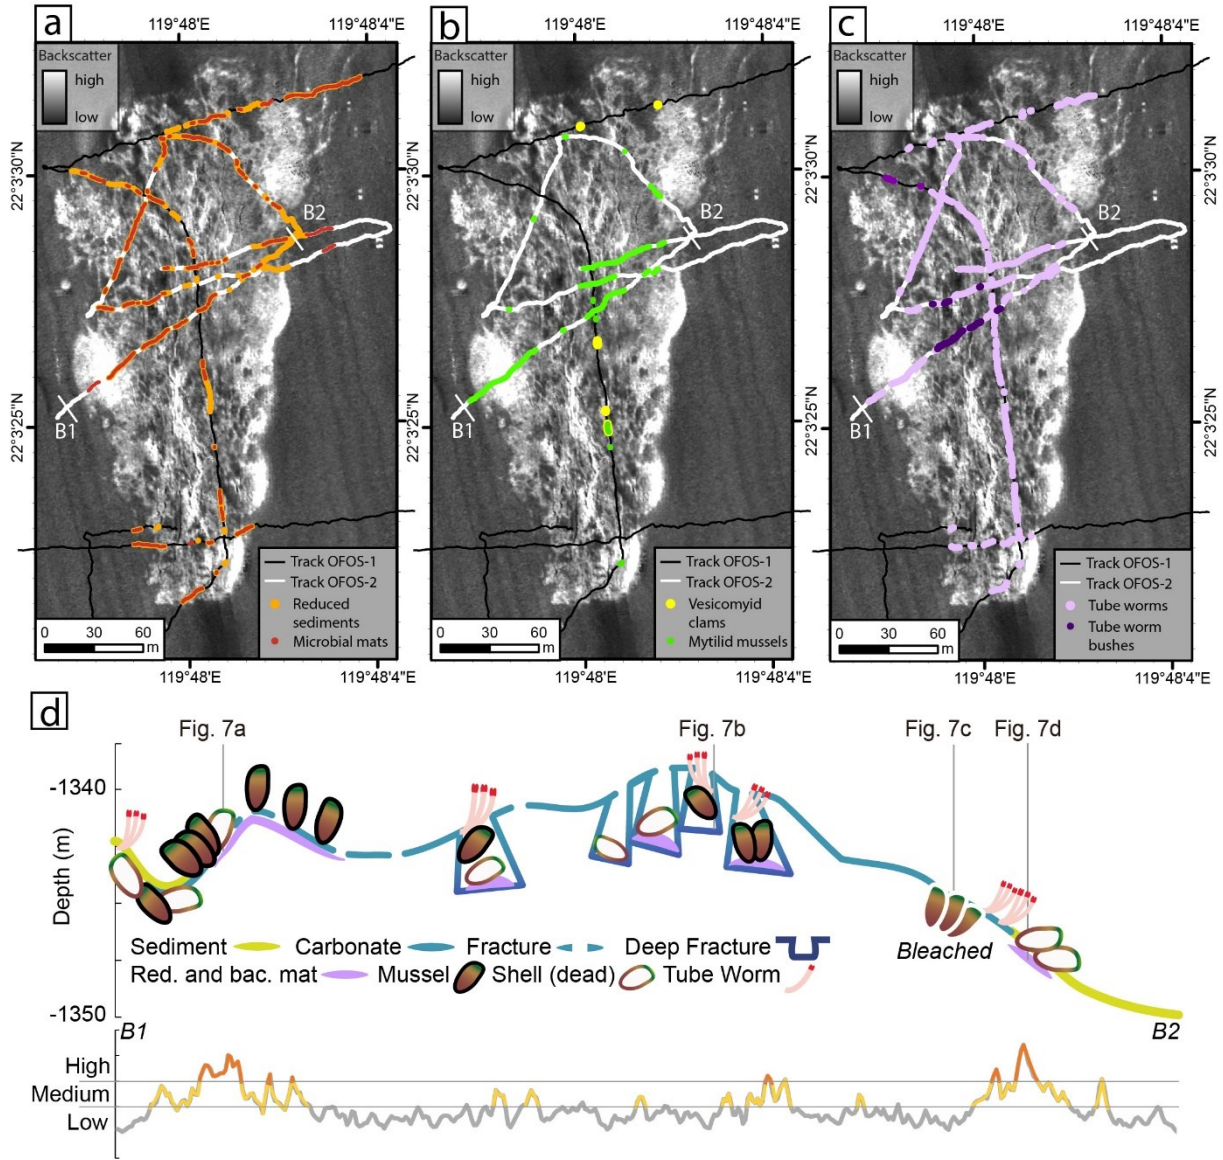 a
119°48'E
119°48'4"E
Backscatter
high
low
22°3'30"N
22°3'25"N
B2
B1
Track OFOS-1
Track OFOS-2
Reduced
sediments
Microbial mats
0 30 60
m
119°48'E
119°48'4"E
b
119°48'E
119°48'4"E
Backscatter
high
low
B2
B1
Track OFOS-1
Track OFOS-2
Vesicomyid
clams
Mytilid mussels
0 30 60
m
119°48'E
119°48'4"E
c
119°48'E
119°48'4"E
Backscatter
high
low
22°3'30"N
22°3'25"N
22°3'30"N
22°3'25"N
B2
B1
Track OFOS-1
Track OFOS-2
Tube worms
Tube worm
bushes
0 30 60
m
119°48'E
119°48'4"E
d
Fig. 7a
Fig. 7b
Fig. 7c
Fig. 7d
Depth (m)
-1340
-1350
Bleached
Sediment Carbonate Fracture Deep Fracture
Red. and bac. mat Mussel Shell (dead) Tube Worm
B1
B2
High
Medium
Low